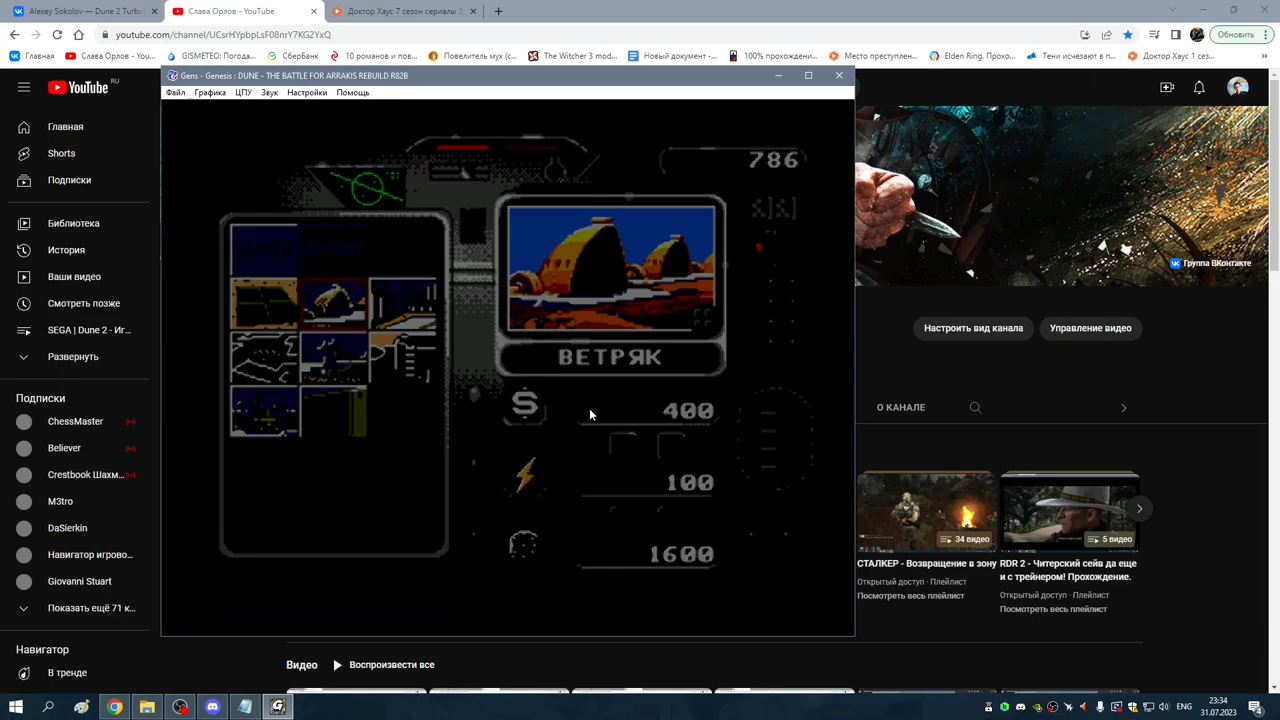 Alexey Sokolov — Dune 2 Turbul
Слава Орлов - YouTube
Доктор Хаус 7 сезон сериалы З
youtube.com/channel/UCsrHYpbpLsF08nrY7KG2YxQ
Обновить
Главная
Слава Орлов - You...
GISMETEO: Погода...
СберБанк
10 романов и пов...
Повелитель мух (с...
The Witcher 3 mod...
Новый документ –...
100% прохождени...
Место преступлен...
Elden Ring. Прохо...
Тени исчезают в п...
Доктор Хаус 1 сез...
»
Gens - Genesis : DUNE - THE BATTLE FOR ARRAKIS REBUILD R82B
Файл Графика ЦПУ Звук Настройки Помощь
YouTube RU
Главная
Shorts
Подписки
Библиотека
История
Ваши видео
Смотреть позже
SEGA | Dune 2 - Иг...
Развернуть
Подписки
ChessMaster
Believer
Crestbook Шахм...
M3tro
DaSierkin
Навигатор игрово...
Giovanni Stuart
Показать ещё 71 к...
Навигатор
В тренде
786
ВЕТРЯК
400
100
1600
Группа ВКонтакте
Настроить вид канала
Управление видео
О КАНАЛЕ
34 видео
5 видео
СТАЛКЕР - Возвращение в зону
Открытый доступ · Плейлист
Посмотреть весь плейлист
RDR 2 - Читерский сейв да еще
и с трейнером! Прохождение.
Открытый доступ · Плейлист
Посмотреть весь плейлист
Видео
Воспроизвести все
ENG
23:34
31.07.2023